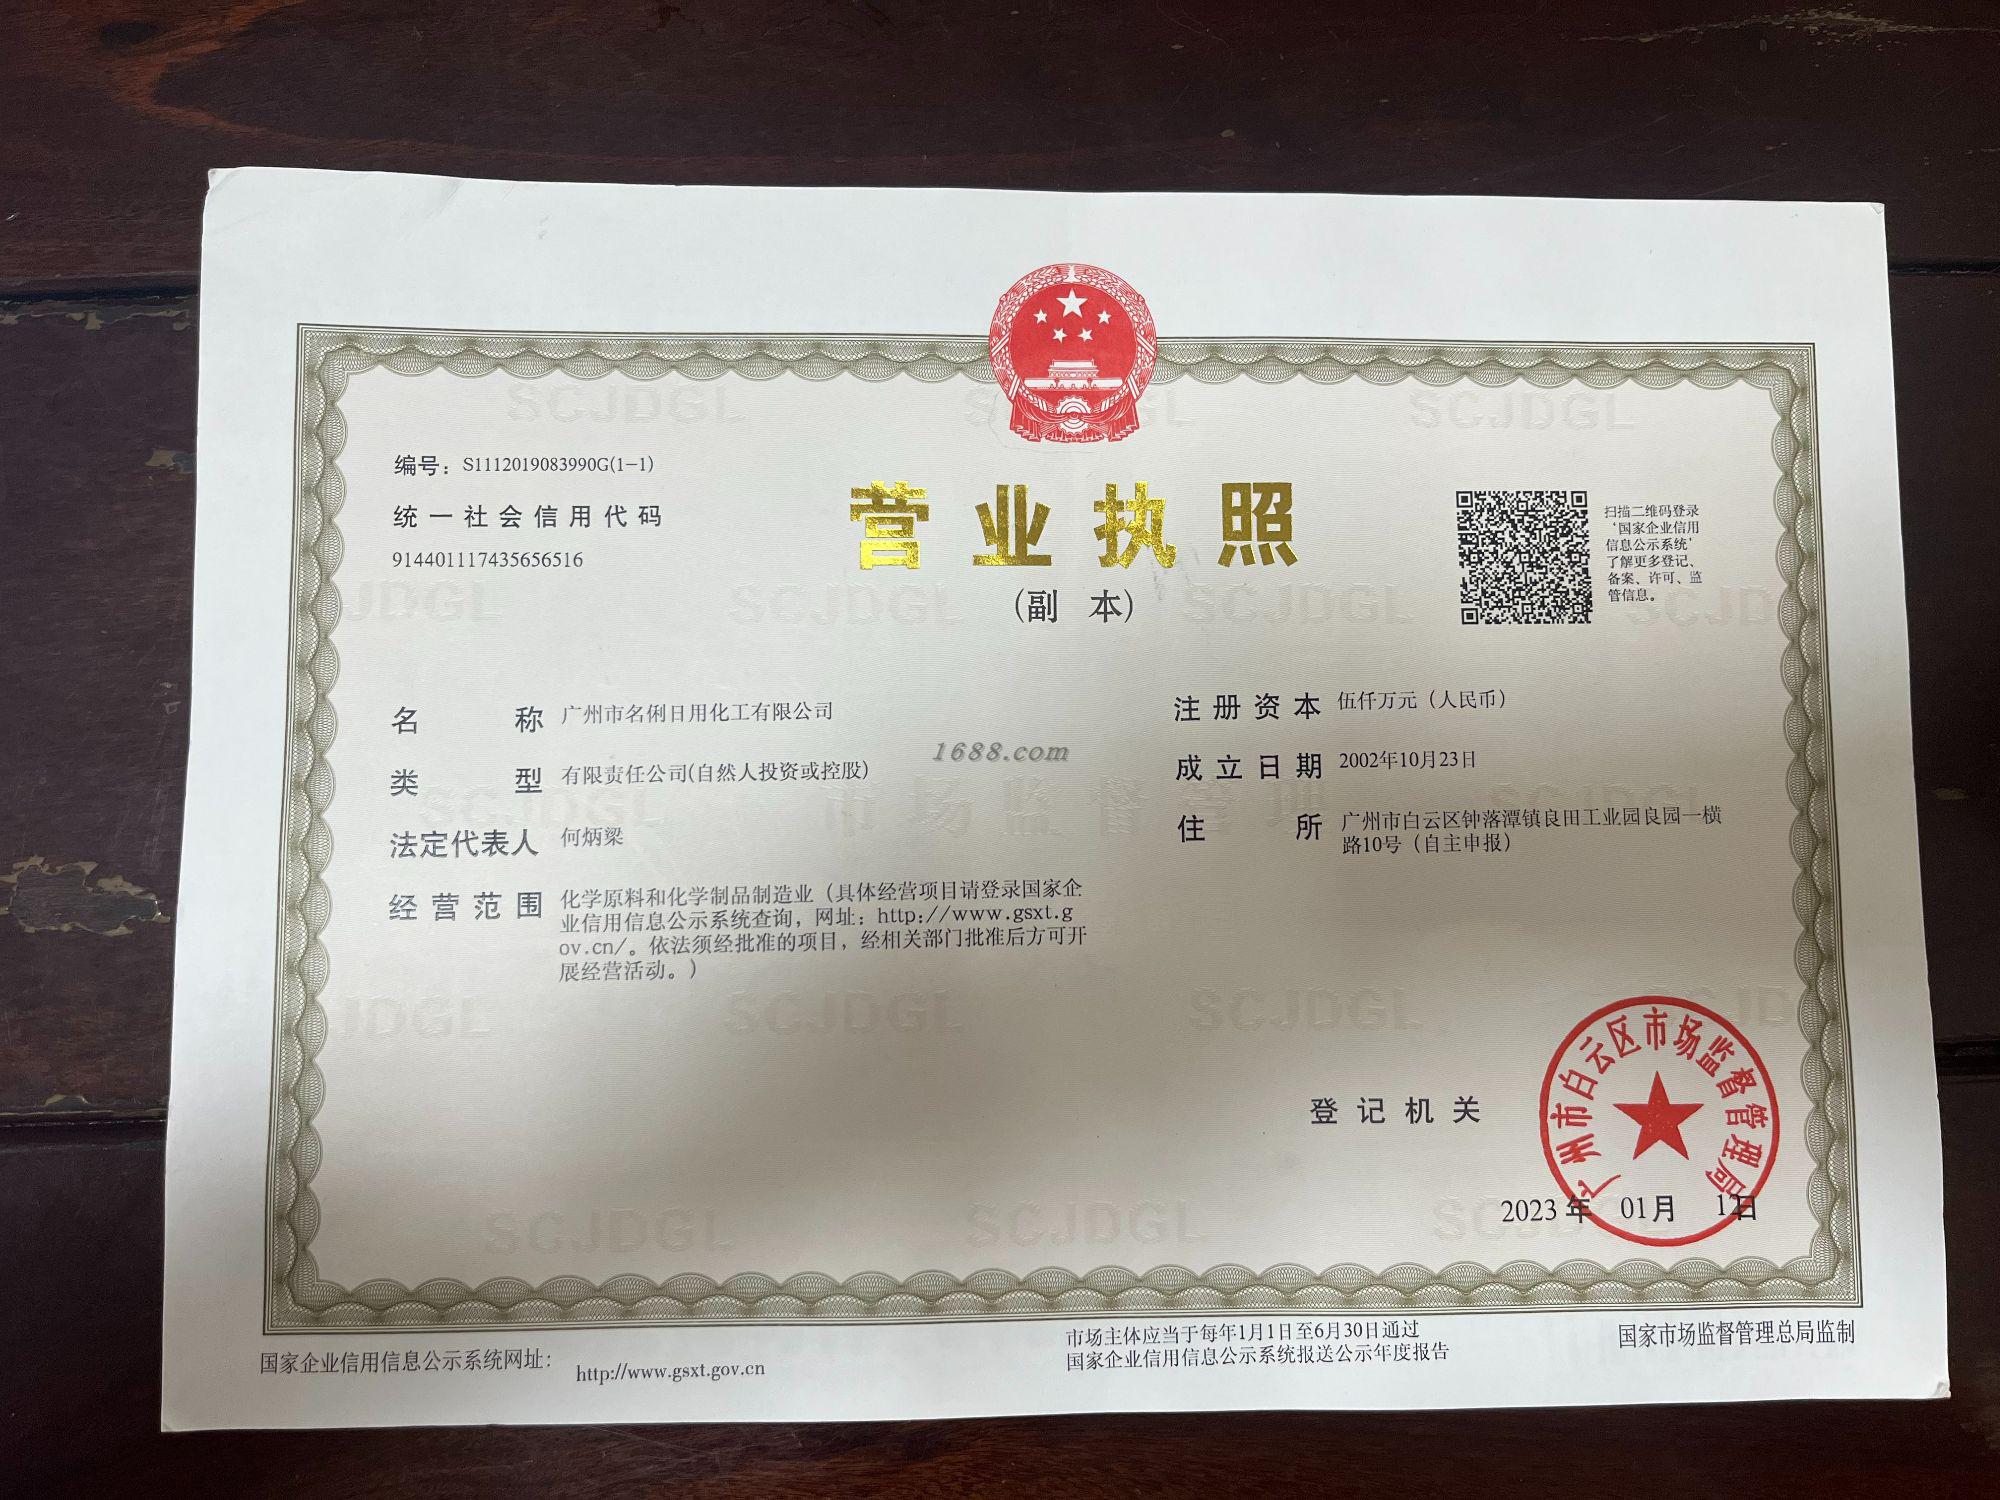 编号：S1112019083990G(1-1)
统一社会信用代码
914401117435656516
营业执照
(副 本)
扫描二维码登录
‘国家企业信用
信息公示系统’
了解更多登记、
备案、许可、监
管信息。
名称 广州市名俐日用化工有限公司
类型 有限责任公司(自然人投资或控股)
法定代表人 何炳梁
经营范围 化学原料和化学制品制造业（具体经营项目请登录国家企
业信用信息公示系统查询，网址：http://www.gsxt.g
ov.cn/。依法须经批准的项目，经相关部门批准后方可开
展经营活动。）
注册资本 伍仟万元（人民币）
成立日期 2002年10月23日
住所 广州市白云区钟落潭镇良田工业园良园一横
路10号（自主申报）
1688.com
SCJDGL
市场监督管理
登记机关
广州市白云区市场监督管理局
2023 年 01月 12日
国家企业信用信息公示系统网址：
http://www.gsxt.gov.cn
市场主体应当于每年1月1日至6月30日通过
国家企业信用信息公示系统报送公示年度报告
国家市场监督管理总局监制